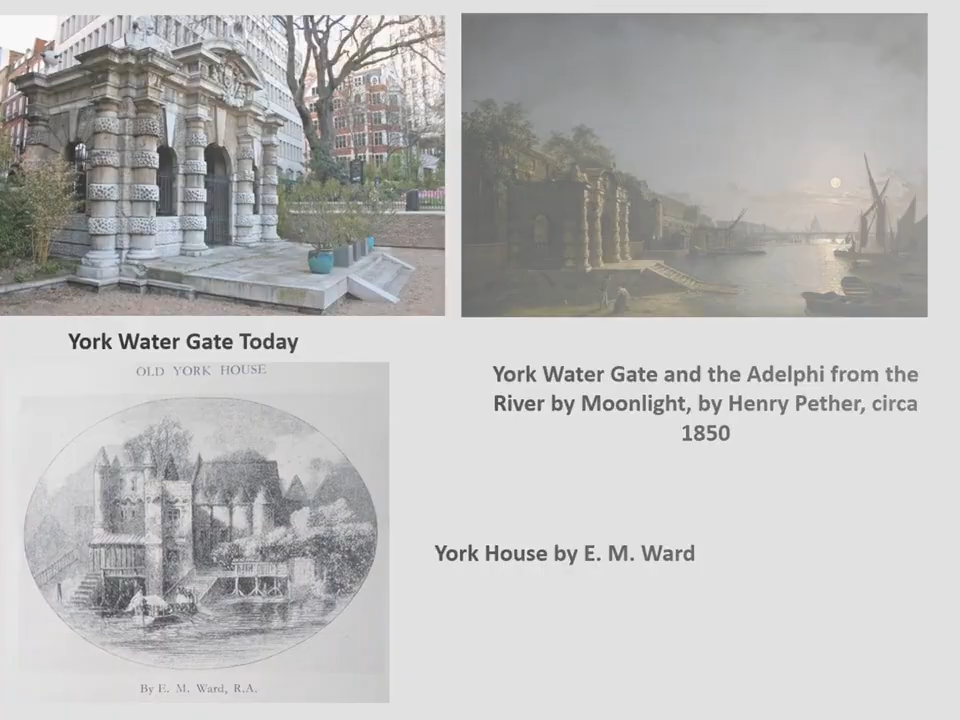 York Water Gate Today
OLD YORK HOUSE
York Water Gate and the Adelphi from the
River by Moonlight, by Henry Pether, circa
1850
York House by E. M. Ward
By E. M. Ward, R.A.